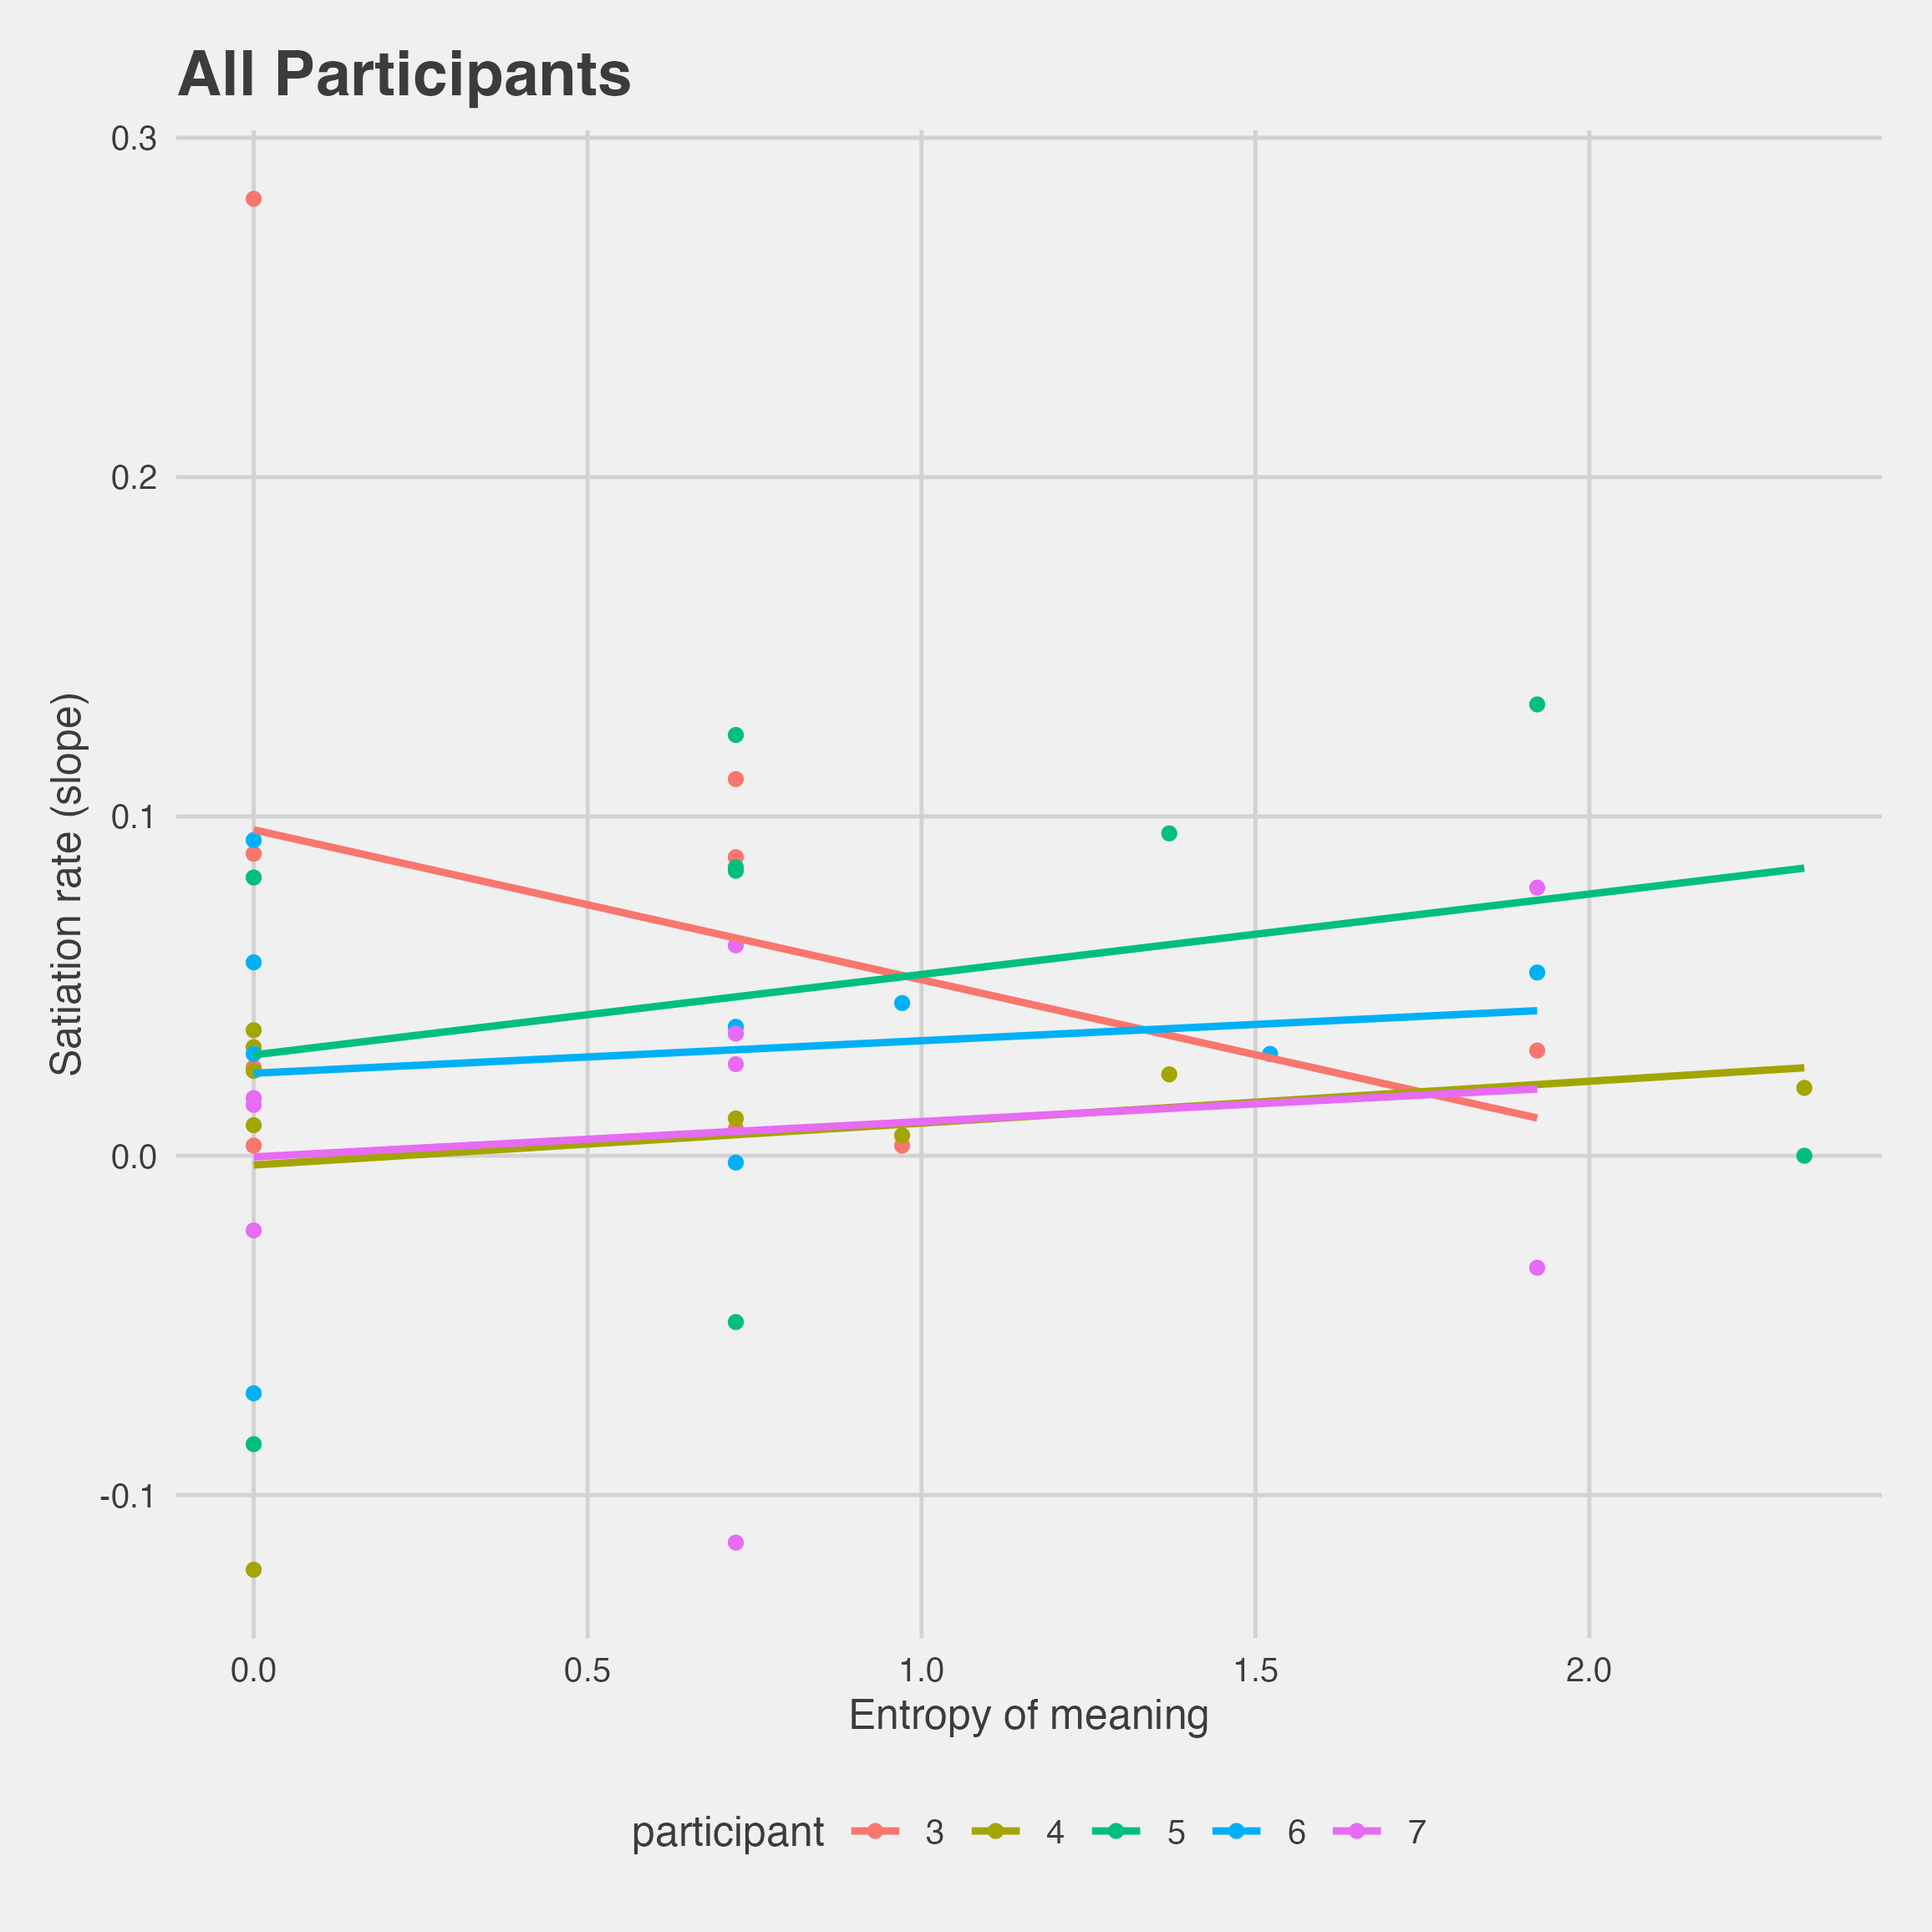 All Participants
0.3
0.2
0.1
0.0
-0.1
Satiation rate (slope)
0.0 0.5 1.0 1.5 2.0
Entropy of meaning
participant 3 4 5 6 7